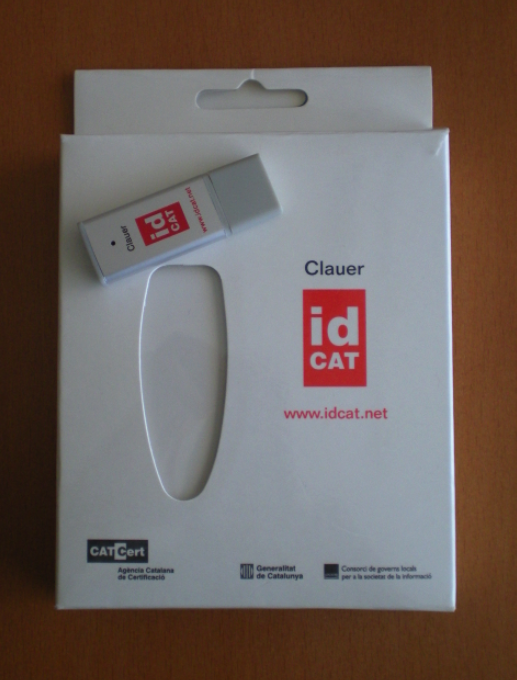 Clauer
id
CAT
www.idcat.net
Clauer
id
CAT
www.idcat.net
CATCert
Agència Catalana
de Certificació
Generalitat
de Catalunya
Consorci de governs locals
per a la societat de la informació